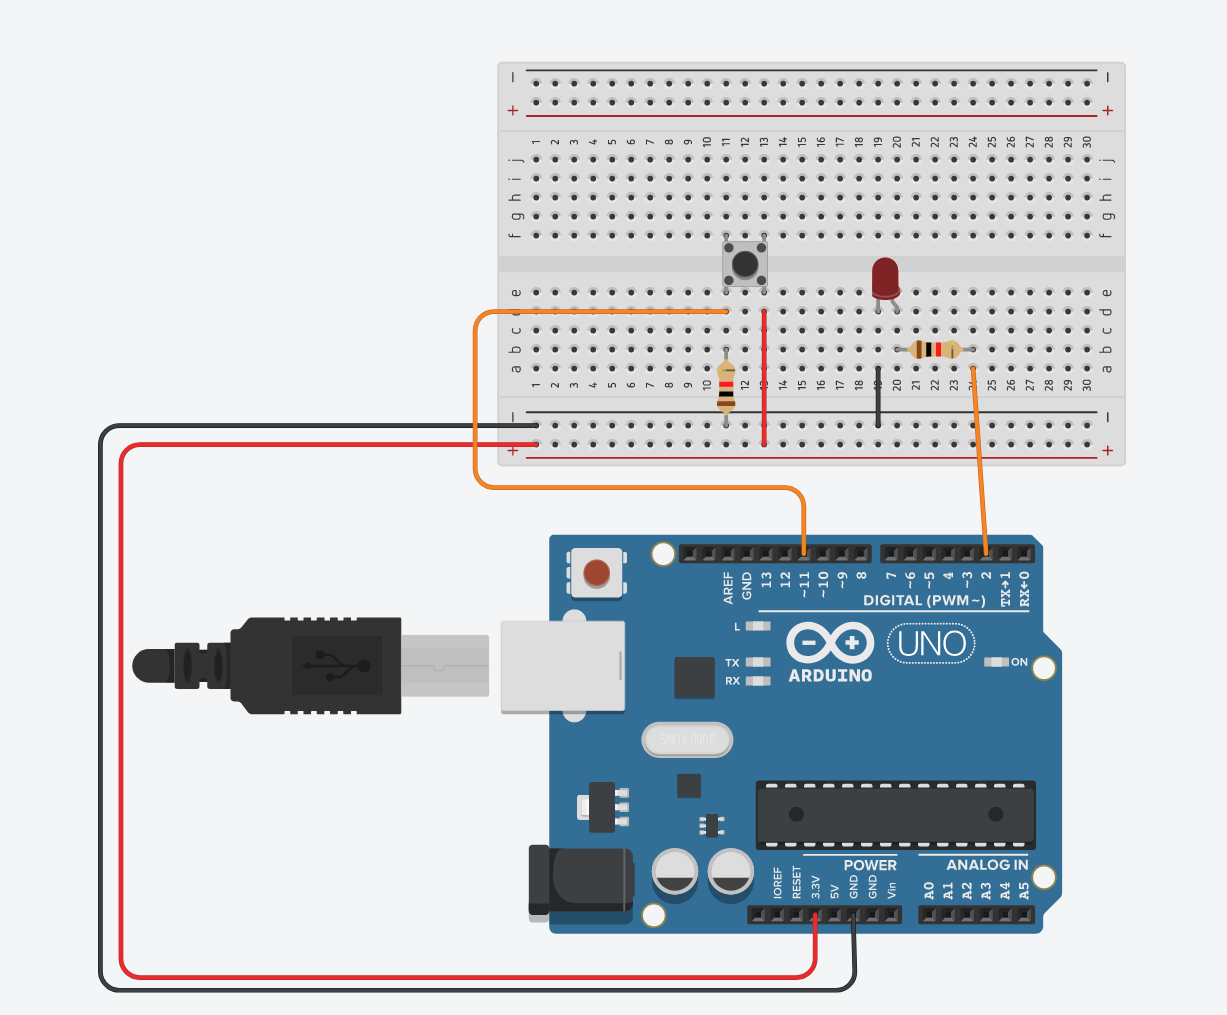 − −
+ +
1 2 3 4 5 6 7 8 9 10 11 12 13 14 15 16 17 18 19 20 21 22 23 24 25 26 27 28 29 30
j j
i i
h h
g g
f f
e e
d d
c c
b b
a a
1 2 3 4 5 6 7 8 9 10 11 12 13 14 15 16 17 18 19 20 21 22 23 24 25 26 27 28 29 30
− −
+ +
AREF GND 13 12 ~11 ~10 ~9 8 7 ~6 ~5 4 ~3 2 TX→1 RX←0
DIGITAL (PWM~)
L
TX
RX
ARDUINO
UNO
ON
SPK16.000G
POWER ANALOG IN
IOREF RESET 3.3V 5V GND GND Vin A0 A1 A2 A3 A4 A5